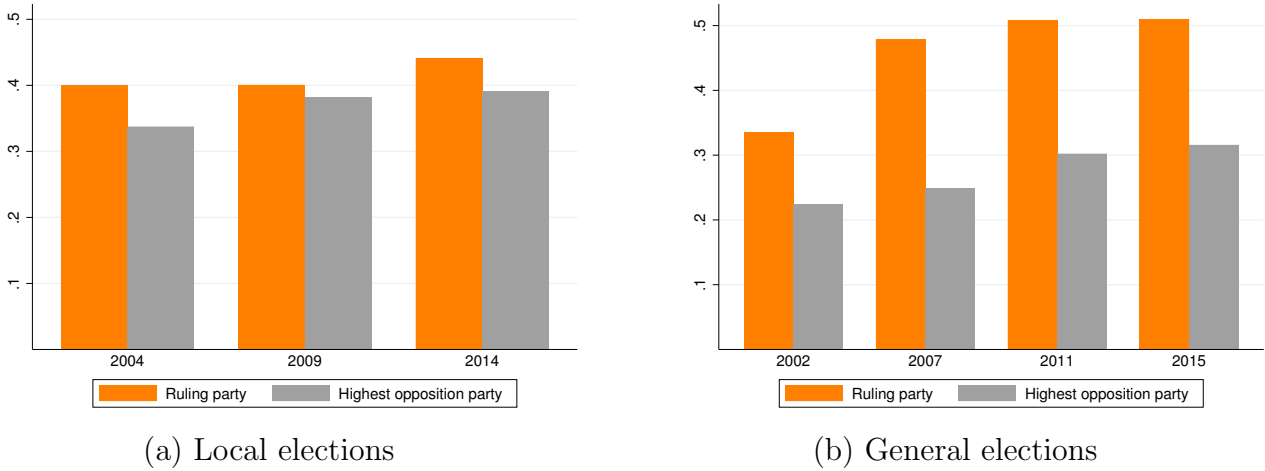 .5
.4
.3
.2
.1
2004 2009 2014
Ruling party Highest opposition party
(a) Local elections
.5
.4
.3
.2
.1
2002 2007 2011 2015
Ruling party Highest opposition party
(b) General elections